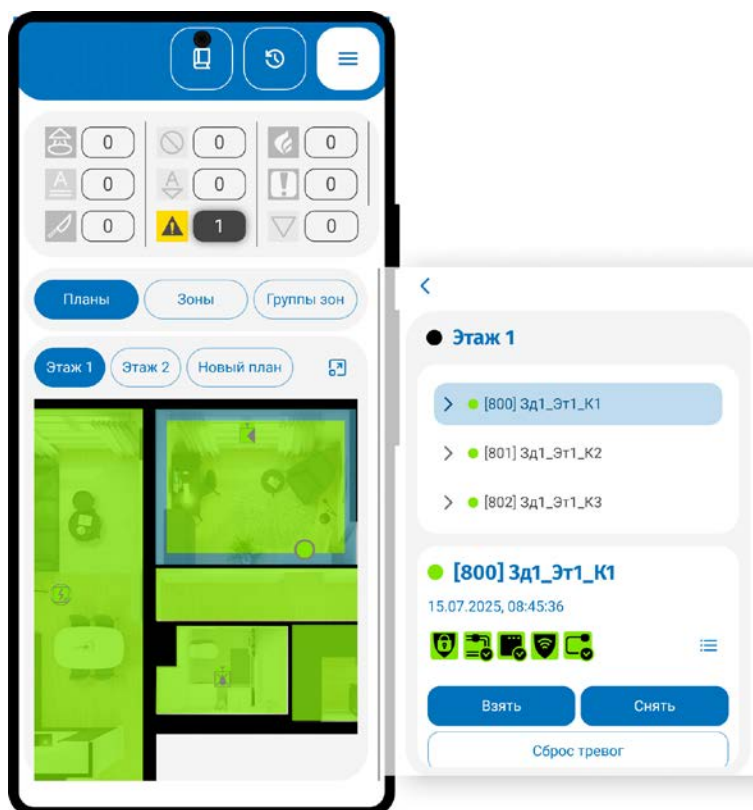 0 0 0
A A
0 0 0
0 1 0
Планы Зоны Группы зон
Этаж 1 Этаж 2 Новый план
Этаж 1
[800] Зд1_Эт1_К1
[801] Зд1_Эт1_К2
[802] Зд1_Эт1_К3
[800] Зд1_Эт1_К1
15.07.2025, 08:45:36
Взять Снять
Сброс тревог